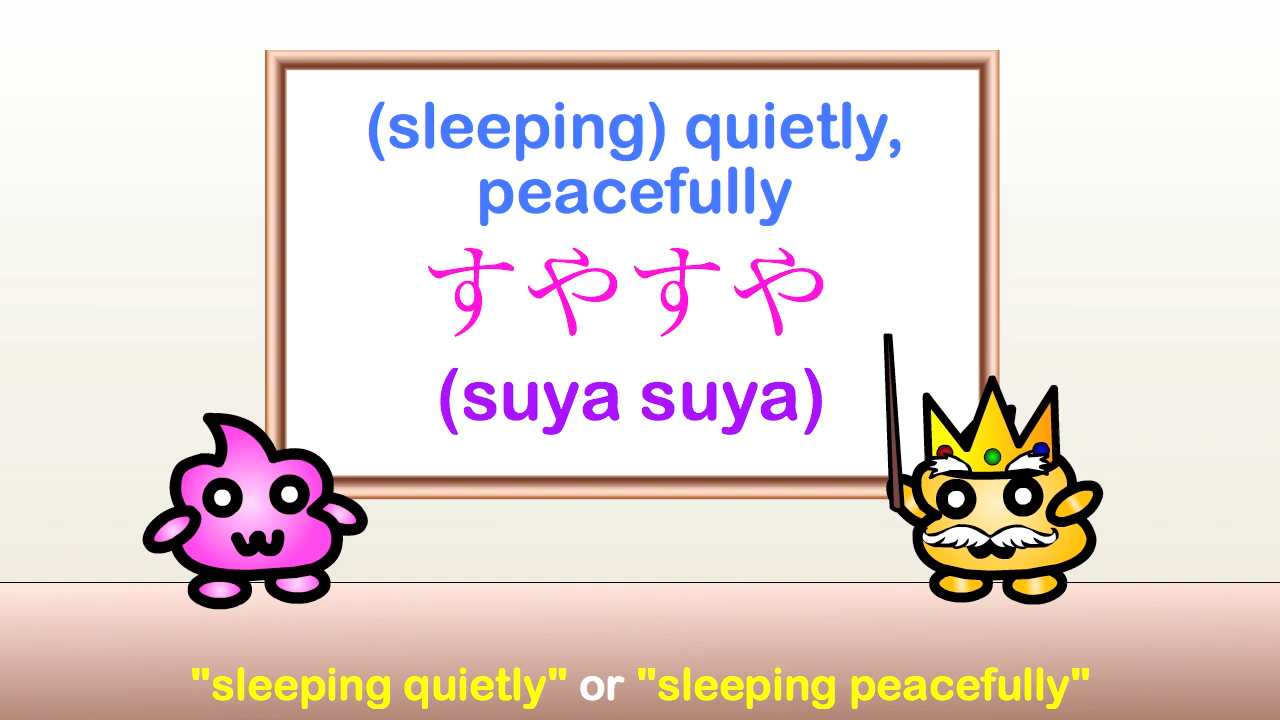 (sleeping) quietly,
peacefully
すやすや
(suya suya)
"sleeping quietly" or "sleeping peacefully"